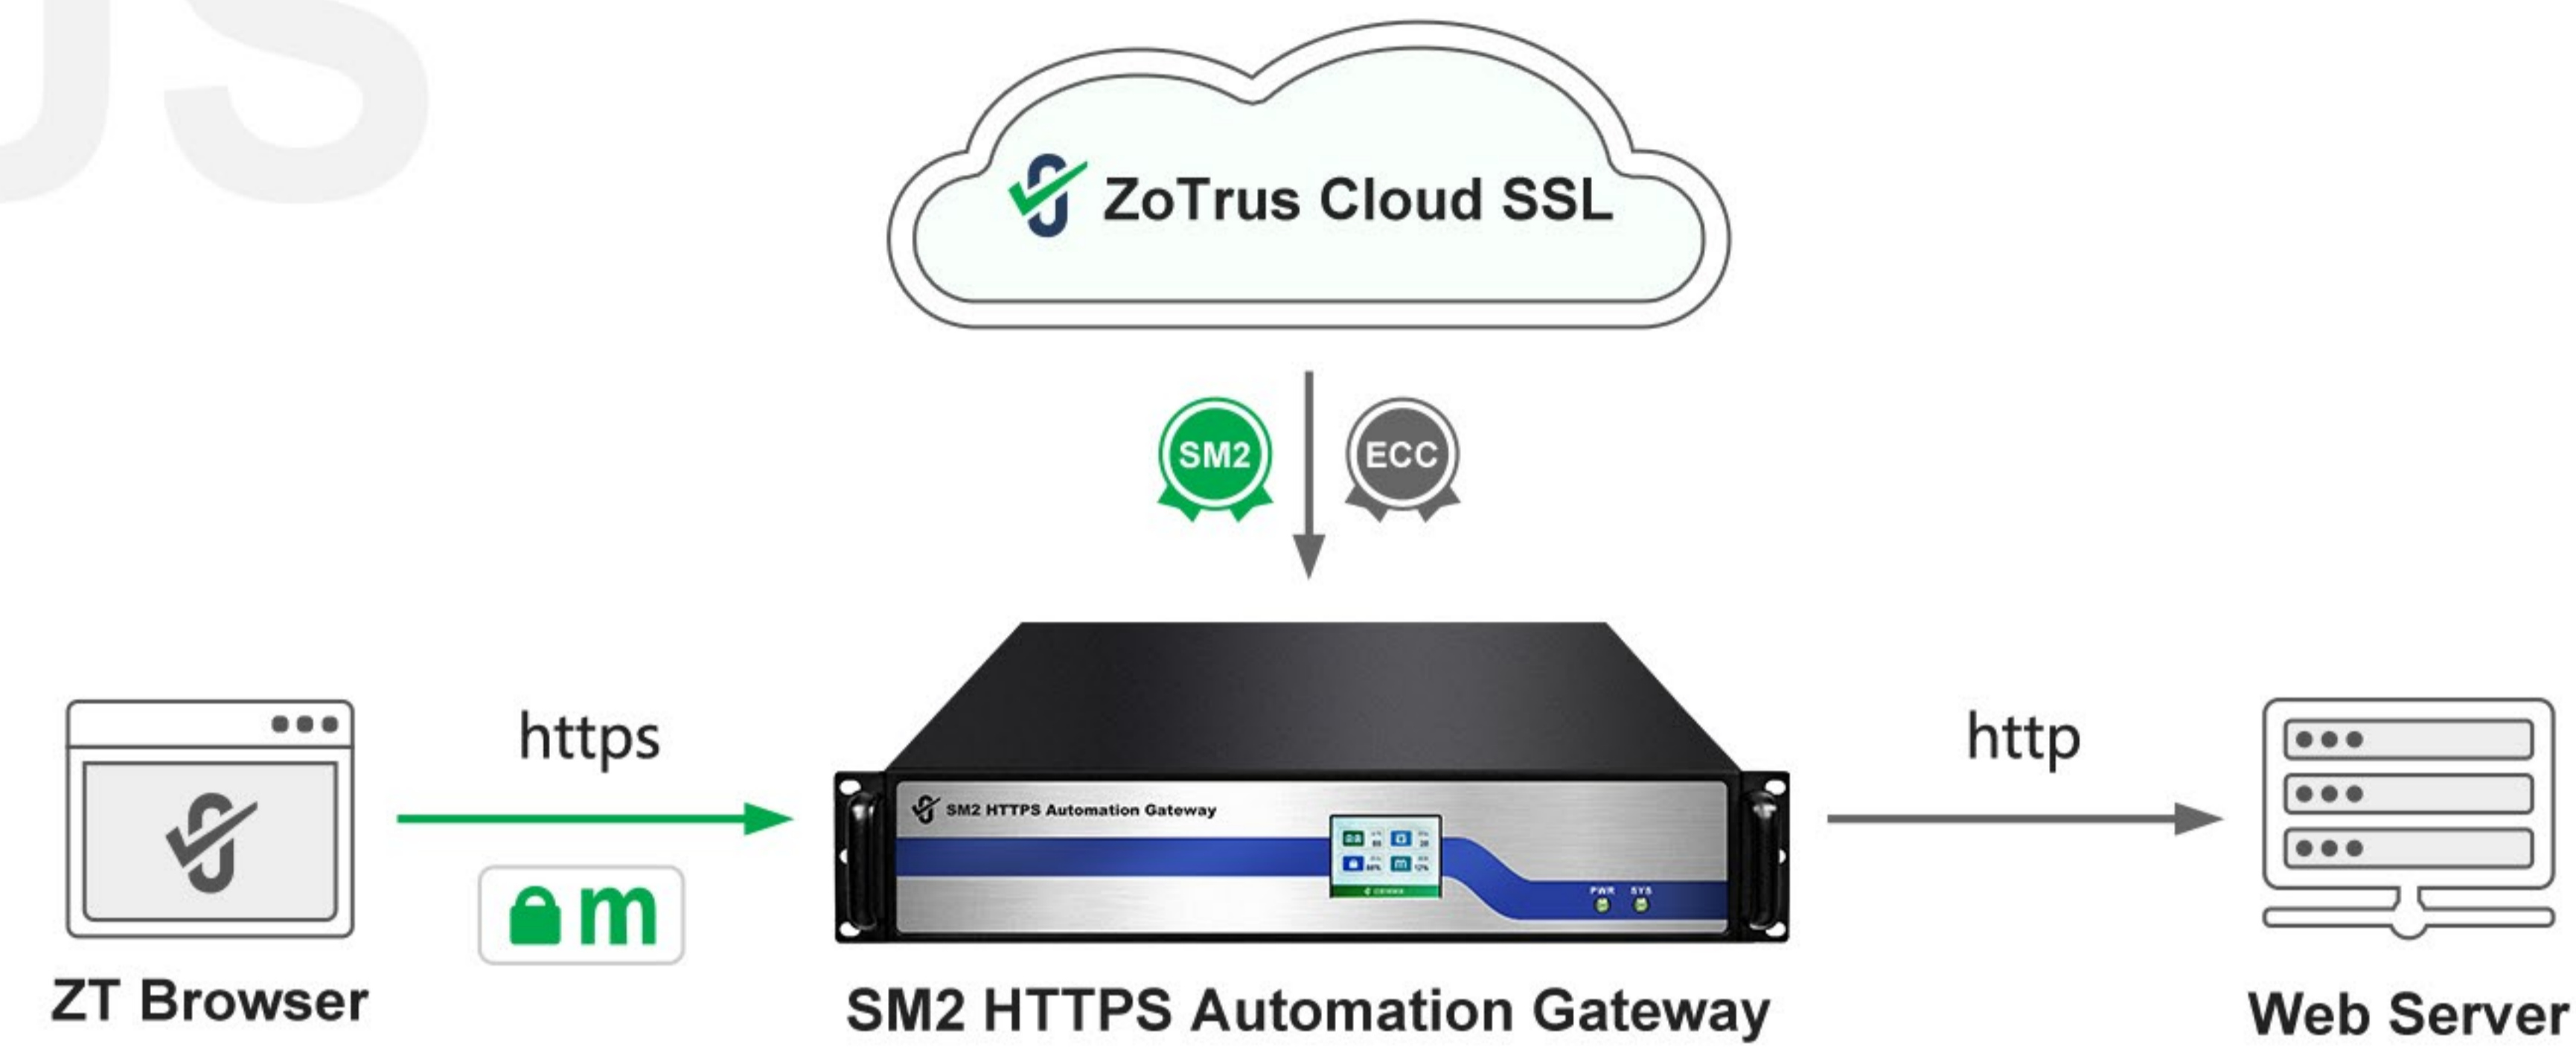 US
ZoTrus Cloud SSL
SM2
ECC
https
http
SM2 HTTPS Automation Gateway
PWR SYS
m
ZT Browser
SM2 HTTPS Automation Gateway
Web Server